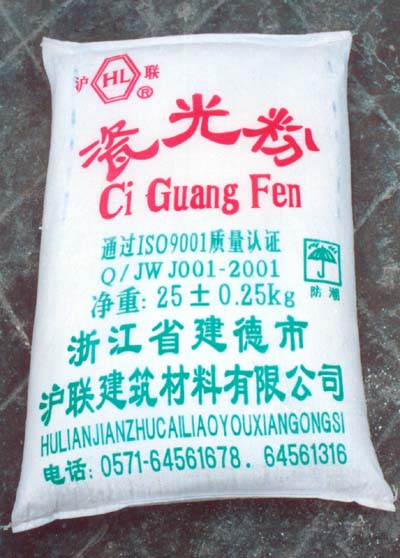 沪 HL 联 ®
瓷光粉
Ci Guang Fen
通过ISO9001质量认证
Q/JW J001-2001
净重: 25±0.25kg
防潮
浙江省建德市
沪联建筑材料有限公司
HULIANJIANZHUCAILIAOYOUXIANGONGSI
电话: 0571-64561678. 64561316